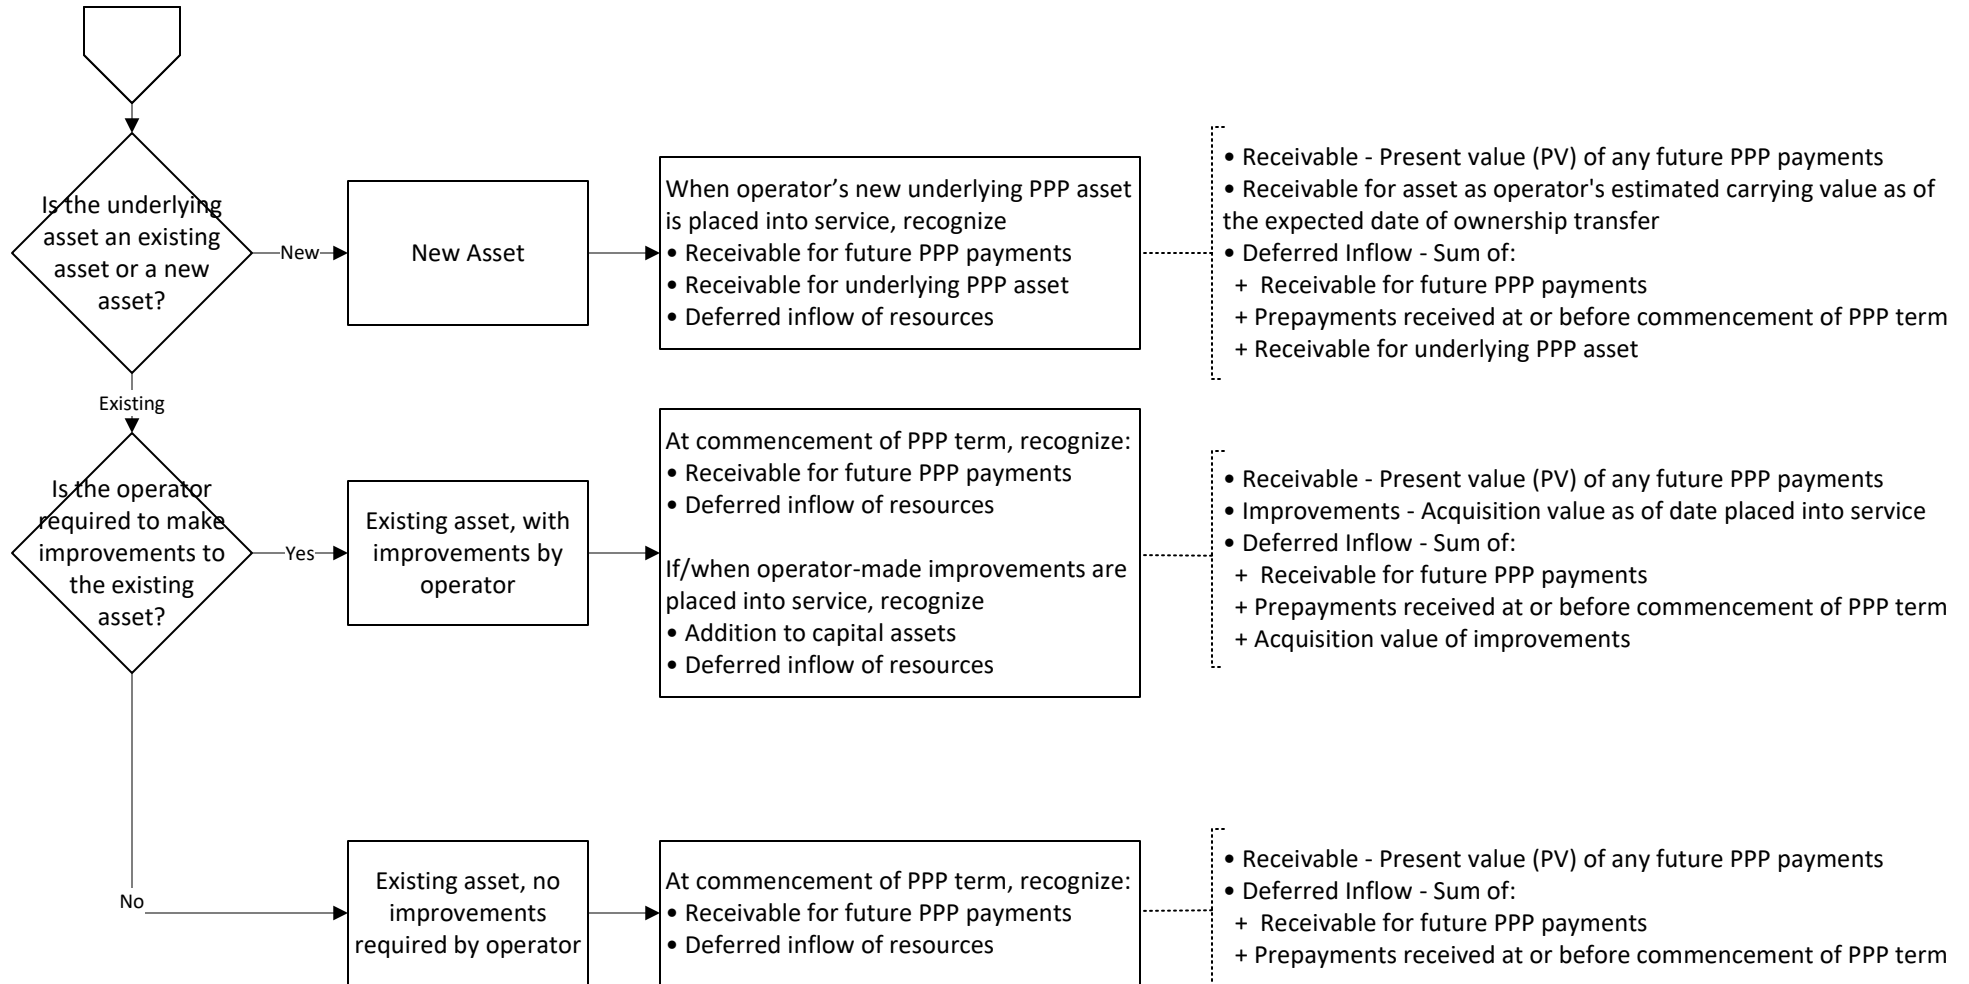 Is the underlying
asset an existing
asset or a new
asset?
New
New Asset
When operator’s new underlying PPP asset
is placed into service, recognize
• Receivable for future PPP payments
• Receivable for underlying PPP asset
• Deferred inflow of resources
• Receivable - Present value (PV) of any future PPP payments
• Receivable for asset as operator's estimated carrying value as of
the expected date of ownership transfer
• Deferred Inflow - Sum of:
+ Receivable for future PPP payments
+ Prepayments received at or before commencement of PPP term
+ Receivable for underlying PPP asset
Existing
Is the operator
required to make
improvements to
the existing
asset?
Yes
Existing asset, with
improvements by
operator
At commencement of PPP term, recognize:
• Receivable for future PPP payments
• Deferred inflow of resources
If/when operator-made improvements are
placed into service, recognize
• Addition to capital assets
• Deferred inflow of resources
• Receivable - Present value (PV) of any future PPP payments
• Improvements - Acquisition value as of date placed into service
• Deferred Inflow - Sum of:
+ Receivable for future PPP payments
+ Prepayments received at or before commencement of PPP term
+ Acquisition value of improvements
No
Existing asset, no
improvements
required by operator
At commencement of PPP term, recognize:
• Receivable for future PPP payments
• Deferred inflow of resources
• Receivable - Present value (PV) of any future PPP payments
• Deferred Inflow - Sum of:
+ Receivable for future PPP payments
+ Prepayments received at or before commencement of PPP term